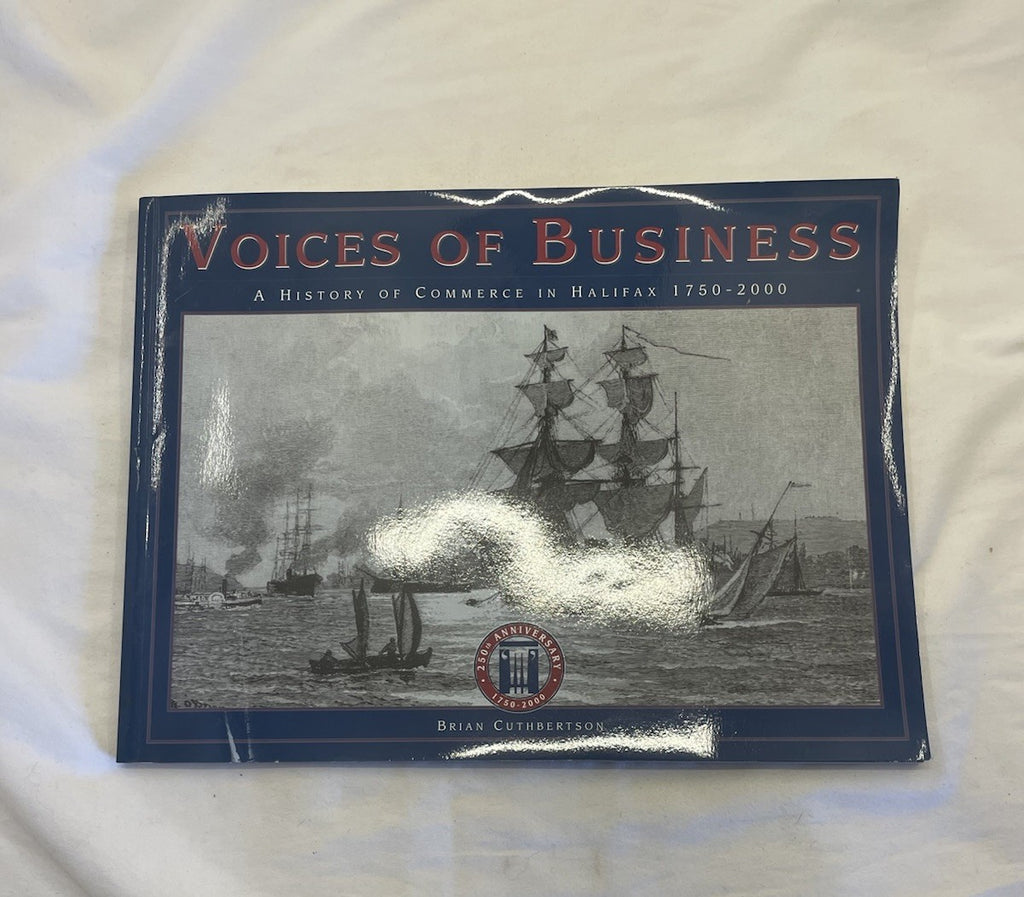 VOICES OF BUSINESS
A HISTORY OF COMMERCE IN HALIFAX 1750-2000
250th ANNIVERSARY
1750-2000
BRIAN CUTHBERTSON